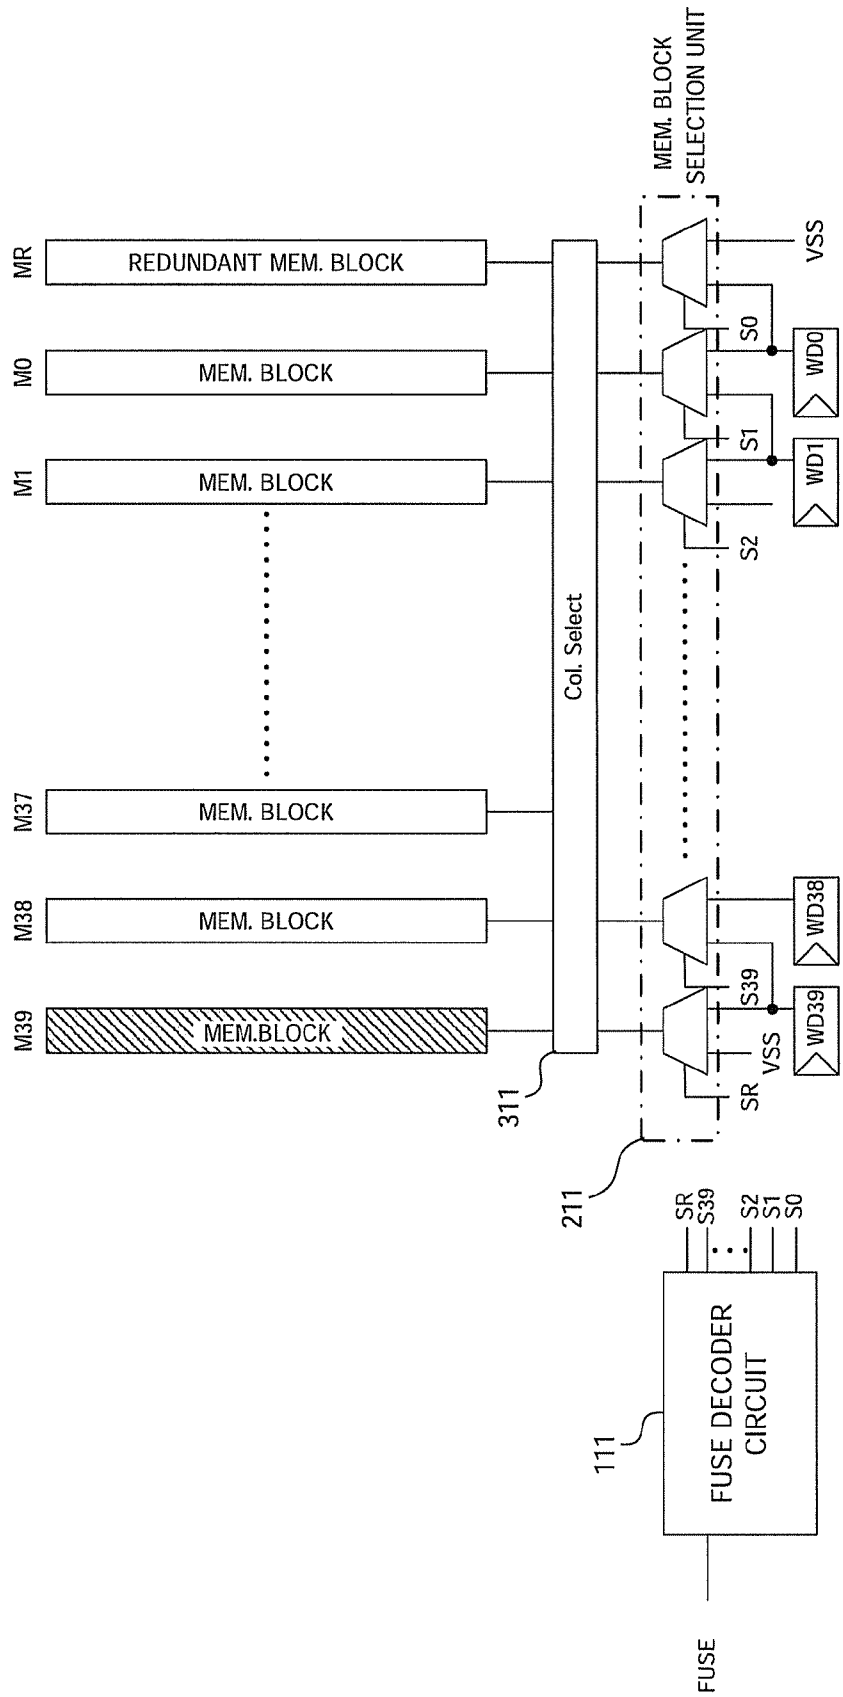 MR
REDUNDANT MEM. BLOCK
M0
MEM. BLOCK
M1
MEM. BLOCK
M37
MEM. BLOCK
M38
MEM. BLOCK
M39
MEM.BLOCK
Col. Select
311
MEM. BLOCK
SELECTION UNIT
211
VSS
S0
S1
S2
S39
VSS
SR
WD0
WD1
WD38
WD39
SR
S39
S2
S1
S0
111
FUSE DECODER
CIRCUIT
FUSE